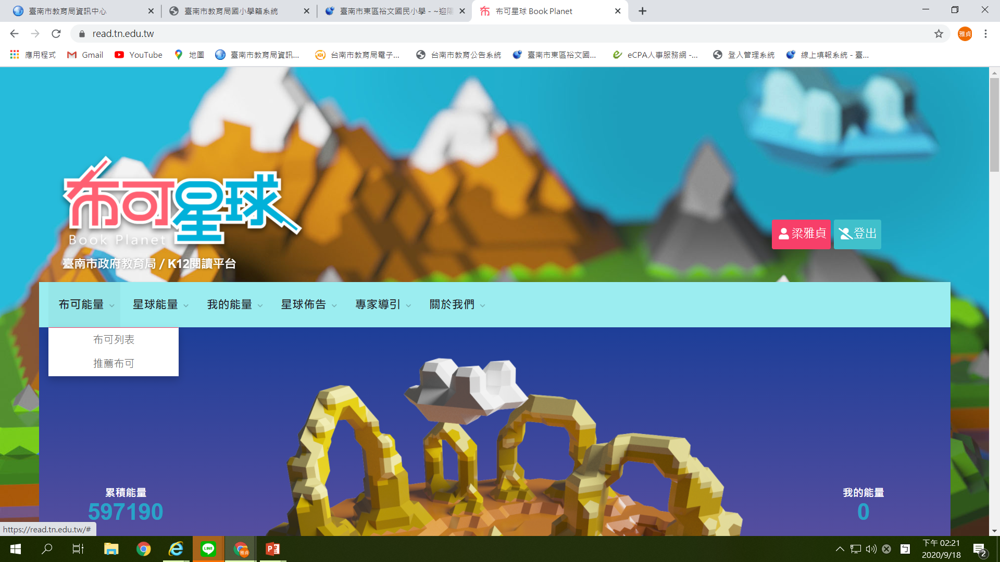 臺南市教育局資訊中心
臺南市教育局國小學籍系統
臺南市東區裕文國民小學 - ~迎陽
布可星球 Book Planet
read.tn.edu.tw
雅貞
應用程式
Gmail
YouTube
地圖
臺南市教育局資訊...
台南市教育局電子...
台南市教育公告系統
臺南市東區裕文國...
eCPA人事服務網 -...
登入管理系統
線上填報系統 - 臺...
布可星球
Book Planet
臺南市政府教育局 / K12閱讀平台
梁雅貞
登出
布可能量
星球能量
我的能量
星球佈告
專家導引
關於我們
布可列表
推薦布可
累積能量
597190
我的能量
0
https://read.tn.edu.tw/#
LINE
雅貞
下午 02:21
2020/9/18
2